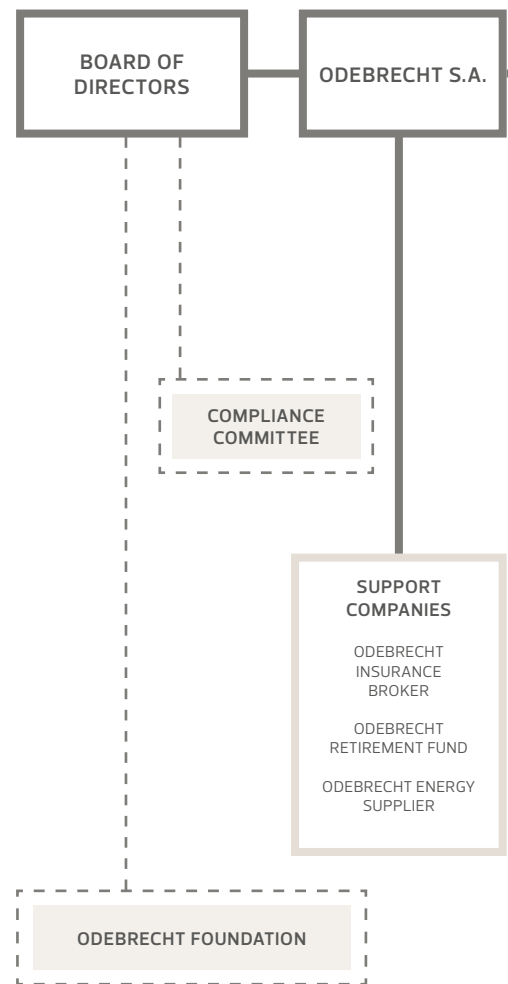 BOARD OF
DIRECTORS
ODEBRECHT S.A.
COMPLIANCE
COMMITTEE
SUPPORT
COMPANIES
ODEBRECHT
INSURANCE
BROKER
ODEBRECHT
RETIREMENT FUND
ODEBRECHT ENERGY
SUPPLIER
ODEBRECHT FOUNDATION